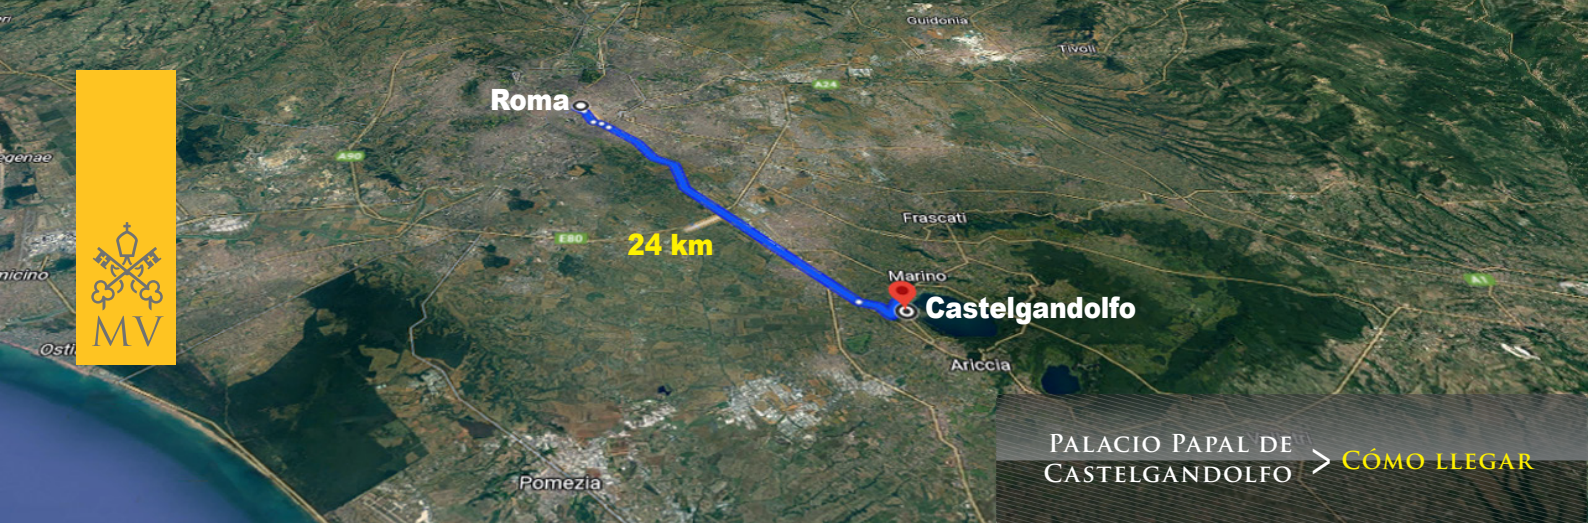 Guidonia
Tivoli
A24
Roma
A90
Frascati
E80
24 km
Marino
A1
Castelgandolfo
Ariccia
MV
Pomezia
PALACIO PAPAL DE
CASTELGANDOLFO
> CÓMO LLEGAR